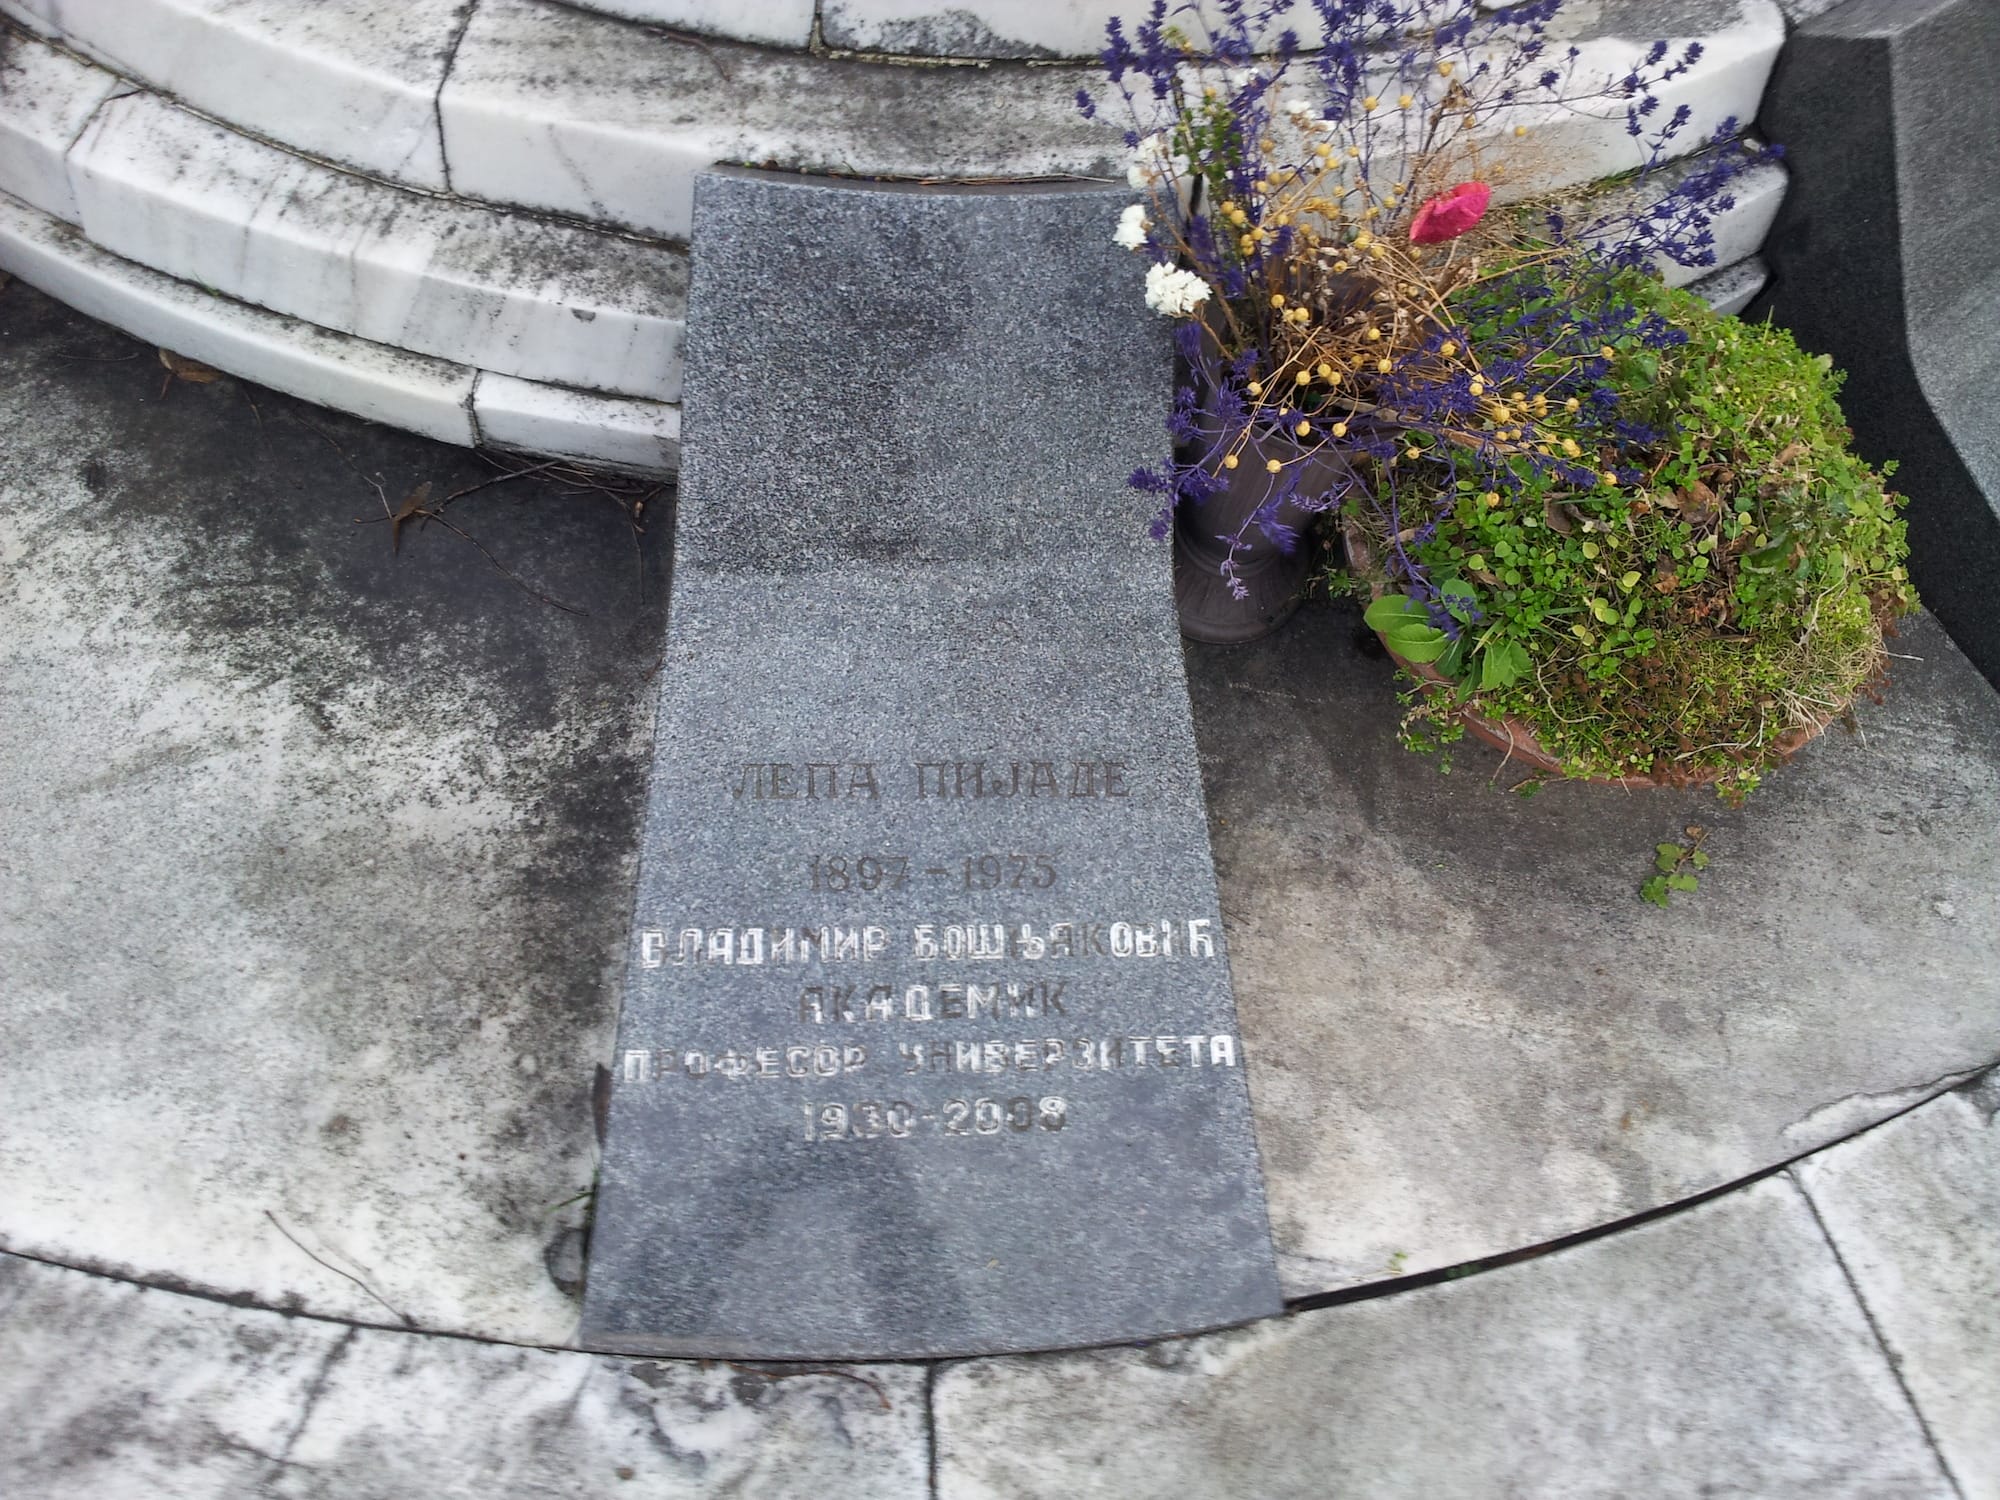 ЛЕПА ПИЈАДЕ
1897-1975
ВЛАДИМИР БОШЊАКОВИЋ
АКАДЕМИК
ПРОФЕСОР УНИВЕРЗИТЕТА
1930-2008